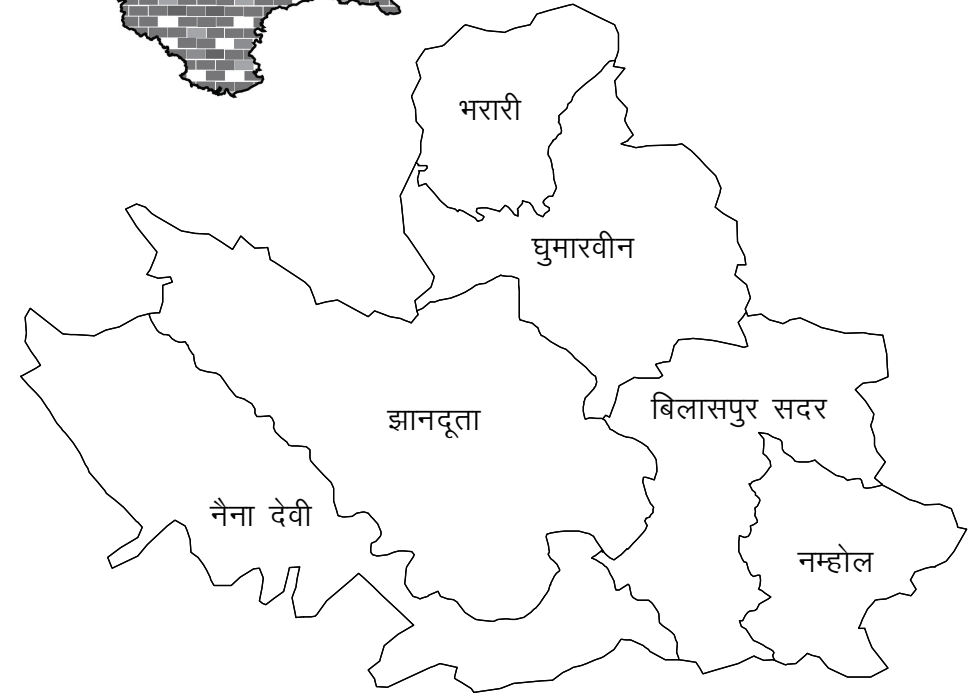 भरारी
घुमारवीन
बिलासपुर सदर
झानदूता
नैना देवी
नम्होल